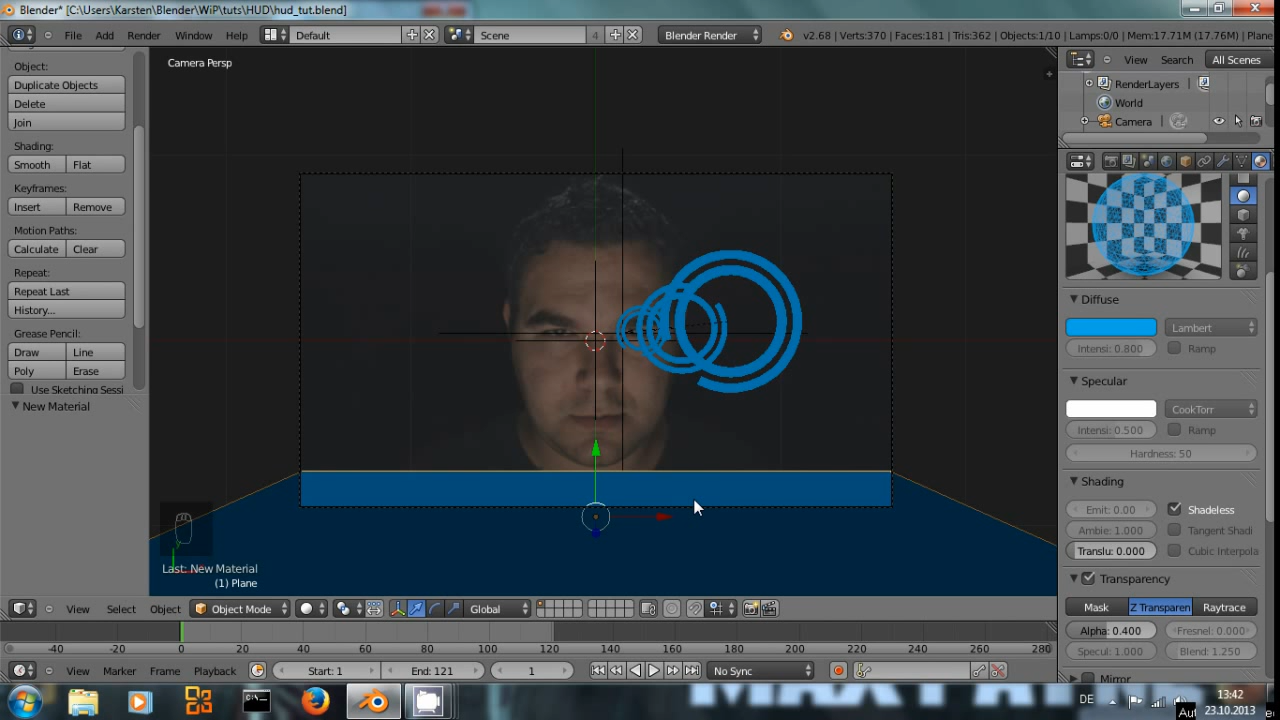 Blender* [C:\Users\Karsten\Blender\WiP\tuts\HUD\hud_tut.blend]
File Add Render Window Help Default Scene 4 Blender Render v2.68 | Verts:370 | Faces:181 | Tris:362 | Objects:1/10 | Lamps:0/0 | Mem:17.71M (17.76M) | Plane
View Search All Scenes
Object:
Duplicate Objects
Delete
Join
Shading:
Smooth Flat
Keyframes:
Insert Remove
Motion Paths:
Calculate Clear
Repeat:
Repeat Last
History...
Grease Pencil:
Draw Line
Poly Erase
Use Sketching Sessi
New Material
Camera Persp
Last: New Material
(1) Plane
RenderLayers
World
Camera
Diffuse
Lambert
Intensi: 0.800 Ramp
Specular
CookTorr
Intensi: 0.500 Ramp
Hardness: 50
Shading
Emit: 0.00 Shadeless
Ambie: 1.000 Tangent Shadi
Translu: 0.000 Cubic Interpola
Transparency
Mask Z Transparen Raytrace
Alpha: 0.400 Fresnel: 0.000
Specul: 1.000 Blend: 1.250
Mirror
View Select Object Object Mode Global
-40 -20 0 20 40 60 80 100 120 140 160 180 200 220 240 260 280
View Marker Frame Playback Start: 1 End: 121 1 No Sync
DE
13:42
23.10.2013